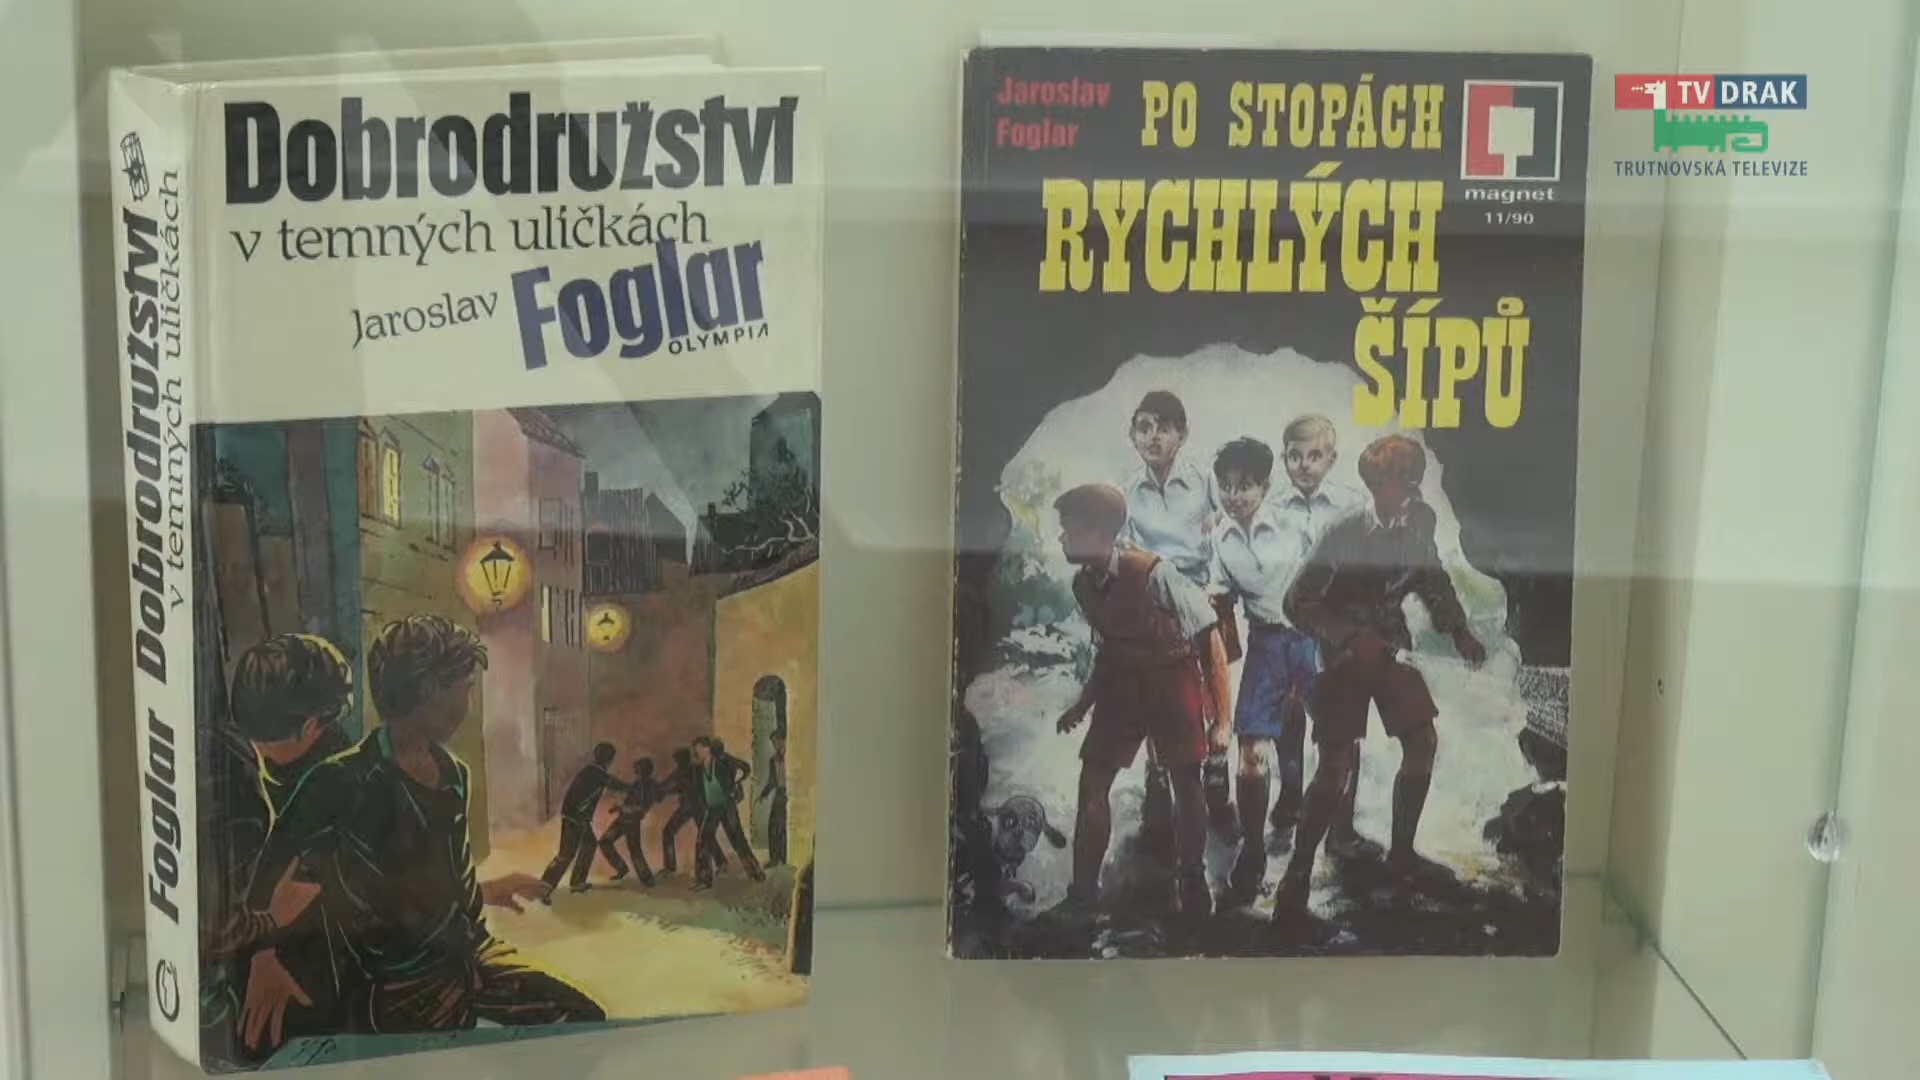 Dobrodružství
v temných uličkách
Jaroslav Foglar
OLYMPIA
Foglar Dobrodružství
v temných uličkách
Jaroslav
Foglar
PO STOPÁCH
RYCHLÝCH
ŠÍPŮ
magnet
11/90
TV DRAK
TRUTNOVSKÁ TELEVIZE